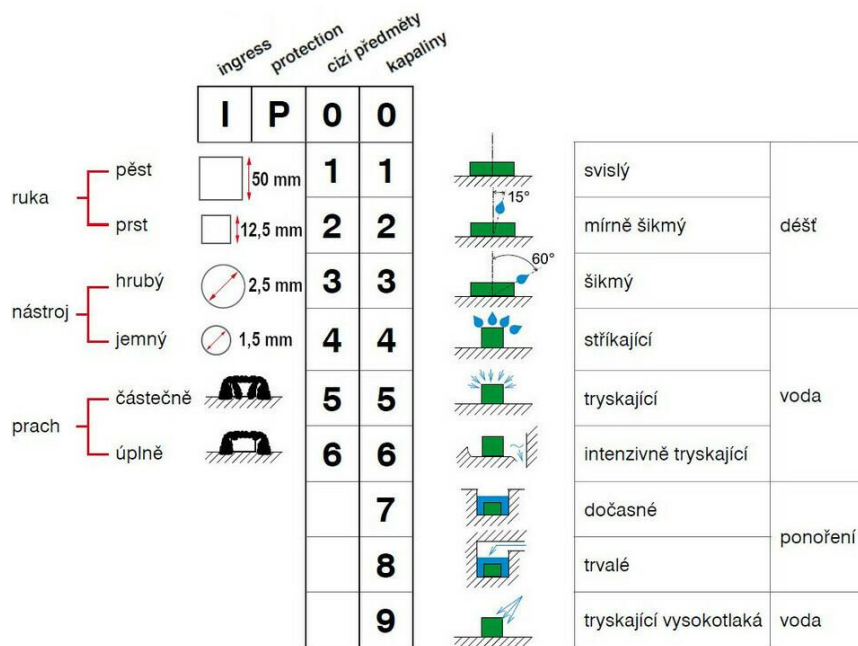 ingress
protection
cizí předměty
kapaliny
I P 0 0
ruka
pěst 50 mm 1 1 svislý
15°
prst 12,5 mm 2 2 mírně šikmý déšť
60°
hrubý 2,5 mm 3 3 šikmý
nástroj
jemný 1,5 mm 4 4 stříkající
částečně 5 5 tryskající voda
prach
úplně 6 6 intenzivně tryskající
7 dočasné
ponoření
8 trvalé
9 tryskající vysokotlaká voda